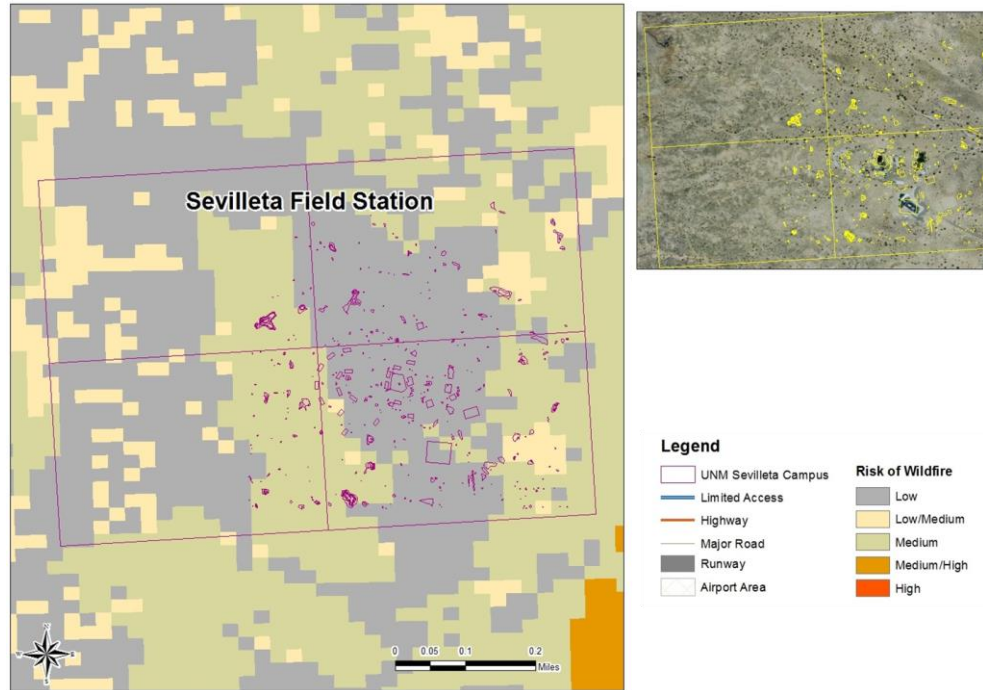 Sevilleta Field Station
N
W
E
S
0 0.05 0.1 0.2
Miles
Legend
UNM Sevilleta Campus
Limited Access
Highway
Major Road
Runway
Airport Area
Risk of Wildfire
Low
Low/Medium
Medium
Medium/High
High